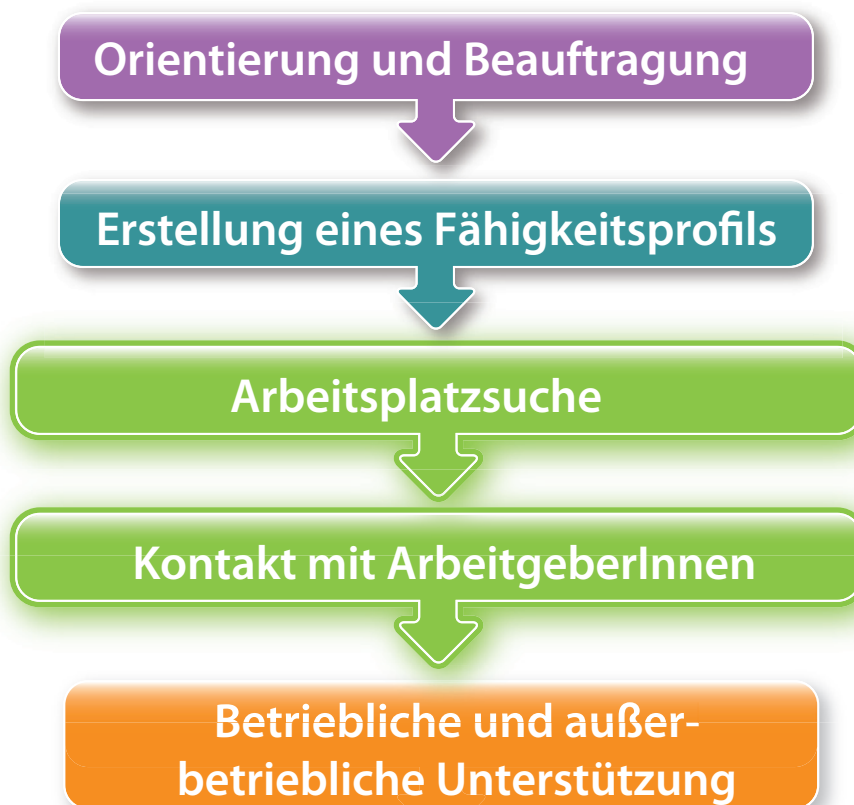 Orientierung und Beauftragung
Erstellung eines Fähigkeitsprofils
Arbeitsplatzsuche
Kontakt mit ArbeitgeberInnen
Betriebliche und außer-
betriebliche Unterstützung